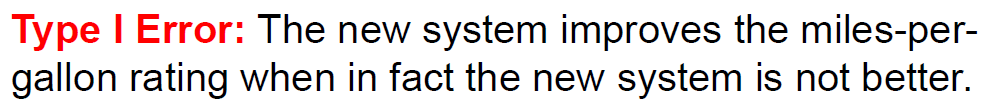 Type I Error: The new system improves the miles-per-
gallon rating when in fact the new system is not better.